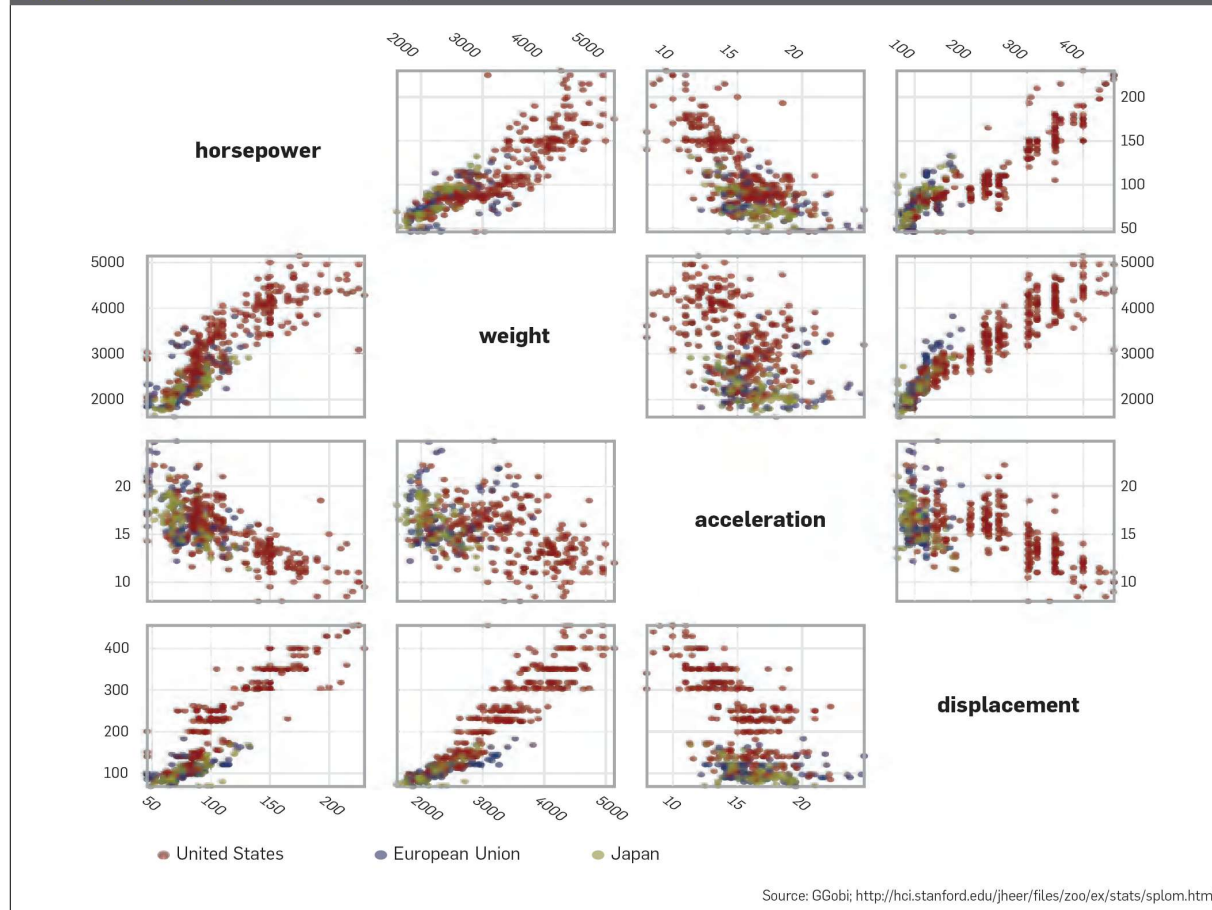 2000 3000 4000 5000 10 15 20 100 200 300 400
200
horsepower
150
100
50
5000 5000
4000 4000
weight
3000 3000
2000 2000
20 20
acceleration
15 15
10 10
400
300
displacement
200
100
50 100 150 200 2000 3000 4000 5000 10 15 20
United States European Union Japan
Source: GGobi; http://hci.stanford.edu/jheer/files/zoo/ex/stats/splom.htm